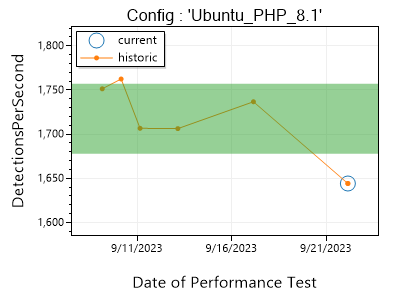 Config : 'Ubuntu_PHP_8.1'
current
historic
DetectionsPerSecond
1,800
1,750
1,700
1,650
1,600
9/11/2023 9/16/2023 9/21/2023
Date of Performance Test